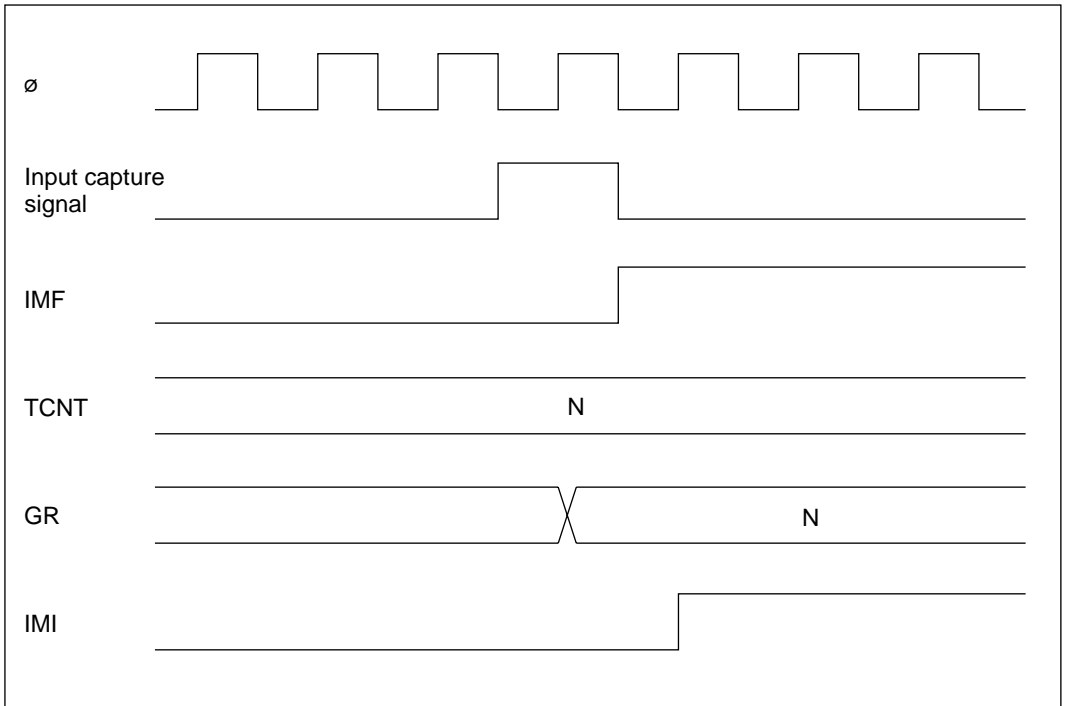 ø
Input capture
signal
IMF
TCNT
N
GR
N
IMI